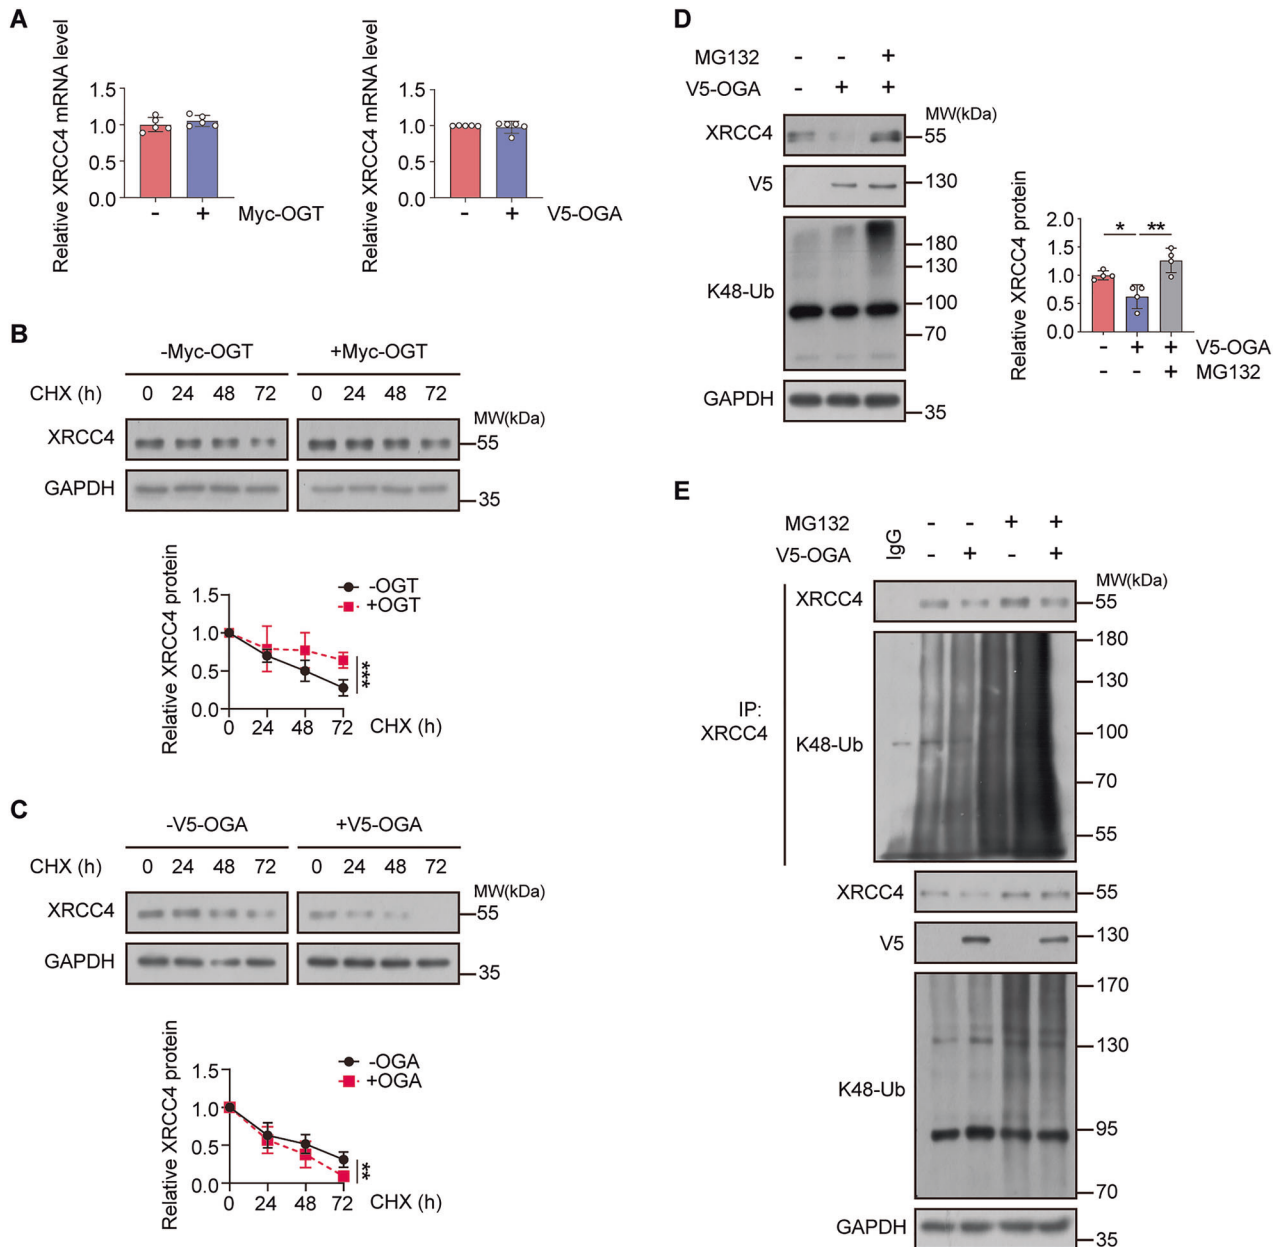 A
Relative XRCC4 mRNA level
1.5
1.0
0.5
0.0
- + Myc-OGT
Relative XRCC4 mRNA level
1.5
1.0
0.5
0.0
- + V5-OGA
B
-Myc-OGT +Myc-OGT
CHX (h) 0 24 48 72 0 24 48 72
MW(kDa)
XRCC4 55
GAPDH 35
Relative XRCC4 protein
-OGT
+OGT
1.5
1.0
0.5
0.0
***
0 24 48 72 CHX (h)
C
-V5-OGA +V5-OGA
CHX (h) 0 24 48 72 0 24 48 72
MW(kDa)
XRCC4 55
GAPDH 35
Relative XRCC4 protein
-OGA
+OGA
1.5
1.0
0.5
0.0
**
0 24 48 72 CHX (h)
D
MG132 - - +
V5-OGA - + +
MW(kDa)
XRCC4 55
V5 130
K48-Ub
180
130
100
70
GAPDH 35
Relative XRCC4 protein
2.0
1.5
1.0
0.5
0.0
* **
- + + V5-OGA
- - + MG132
E
MG132 - - + +
V5-OGA - + - +
IgG
MW(kDa)
IP:
XRCC4
XRCC4 55
K48-Ub
180
130
100
70
55
XRCC4 55
V5 130
K48-Ub
170
130
95
70
GAPDH 35